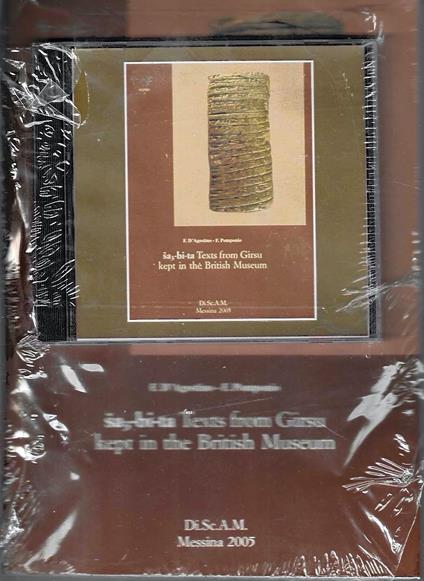 F. D'Agostino - F. Pomponio
ša₃-bi-ta Texts from Girsu
kept in the British Museum
Di.Sc.A.M.
Messina 2005
F. D'Agostino - F. Pomponio
ša₃-bi-ta Texts from Girsu
kept in the British Museum
Di.Sc.A.M.
Messina 2005